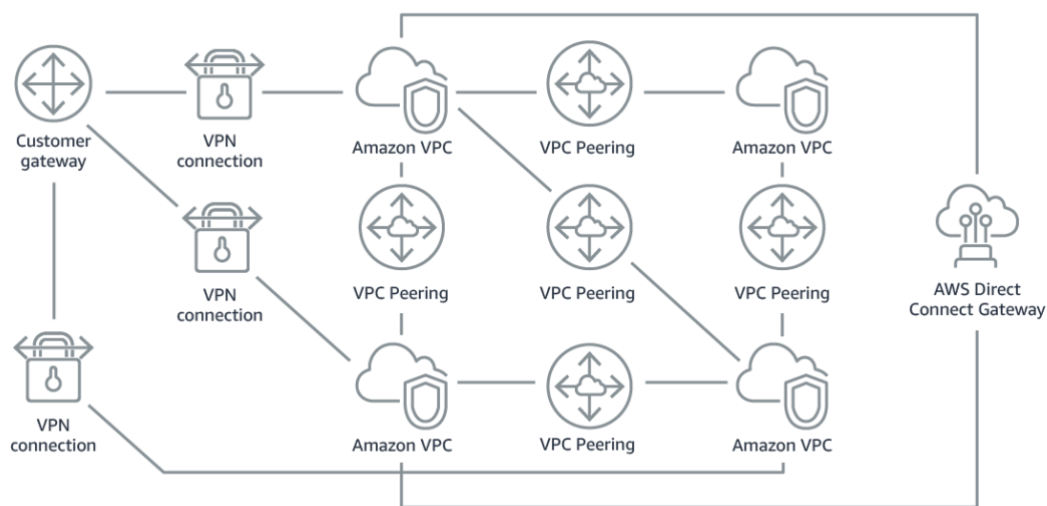 Customer
gateway
VPN
connection
Amazon VPC
VPC Peering
Amazon VPC
VPN
connection
VPC Peering
VPC Peering
VPC Peering
AWS Direct
Connect Gateway
VPN
connection
Amazon VPC
VPC Peering
Amazon VPC